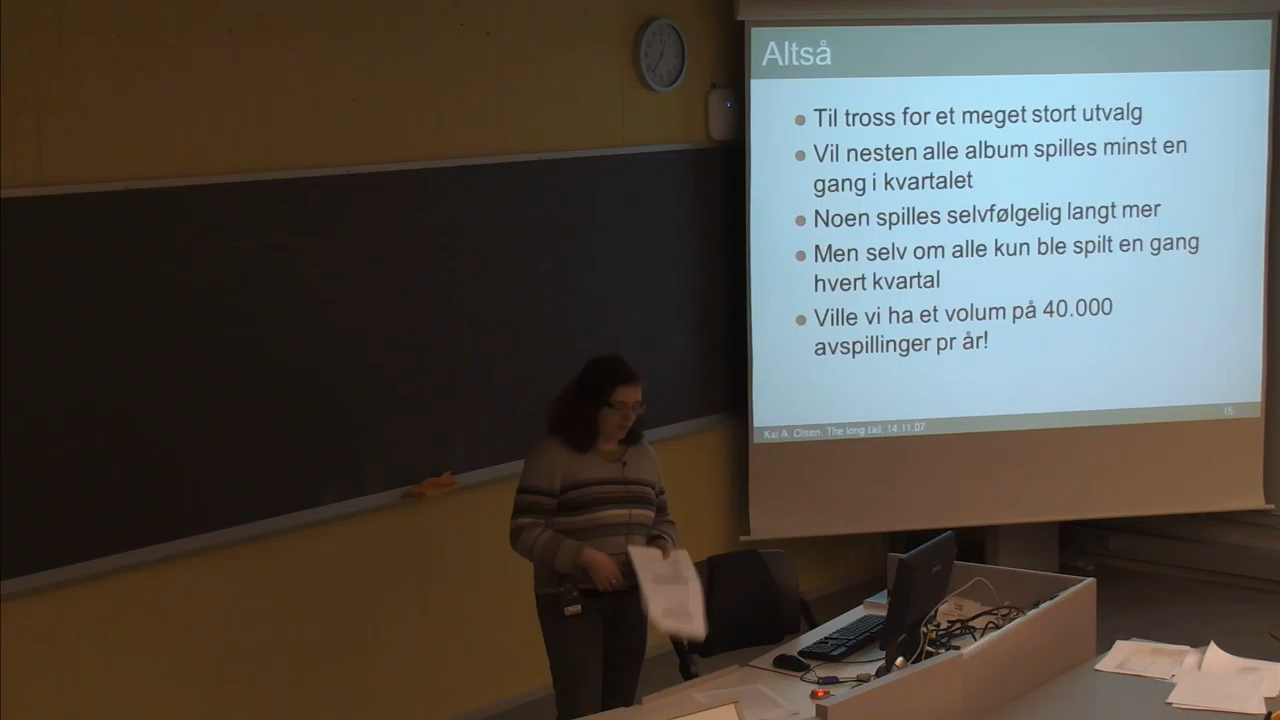 Altså
Til tross for et meget stort utvalg
Vil nesten alle album spilles minst en
gang i kvartalet
Noen spilles selvfølgelig langt mer
Men selv om alle kun ble spilt en gang
hvert kvartal
Ville vi ha et volum på 40.000
avspillinger pr år!
Kai A. Olsen, The long tail, 14.11.07
15